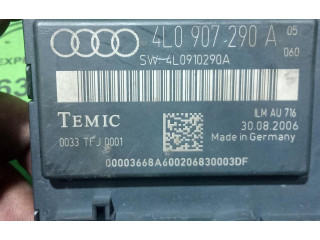 4L0 907 290 A 05
060
SW-4L0910290A
TEMIC
ILM AU 716
30.08.2006
0033 TFJ 0001
Made in Germany
00003668A600206830003DF